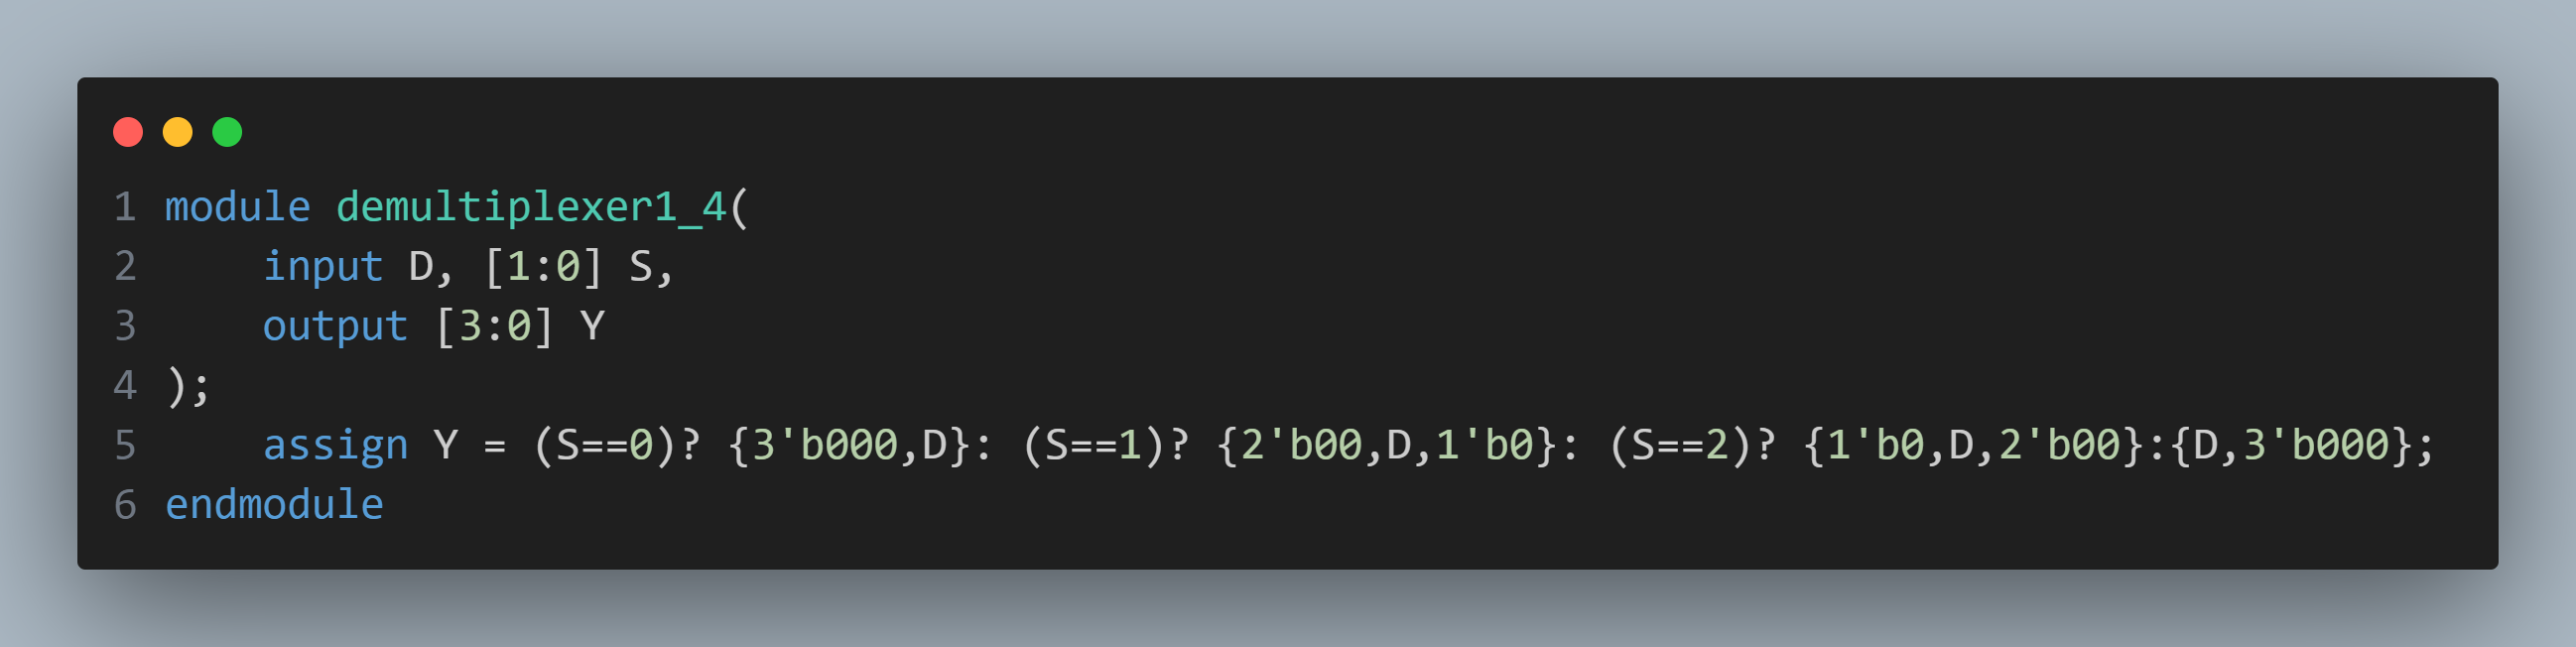 1 module demultiplexer1_4(
2     input D, [1:0] S,
3     output [3:0] Y
4 );
5     assign Y = (S==0)? {3'b000,D}: (S==1)? {2'b00,D,1'b0}: (S==2)? {1'b0,D,2'b00}:{D,3'b000};
6 endmodule